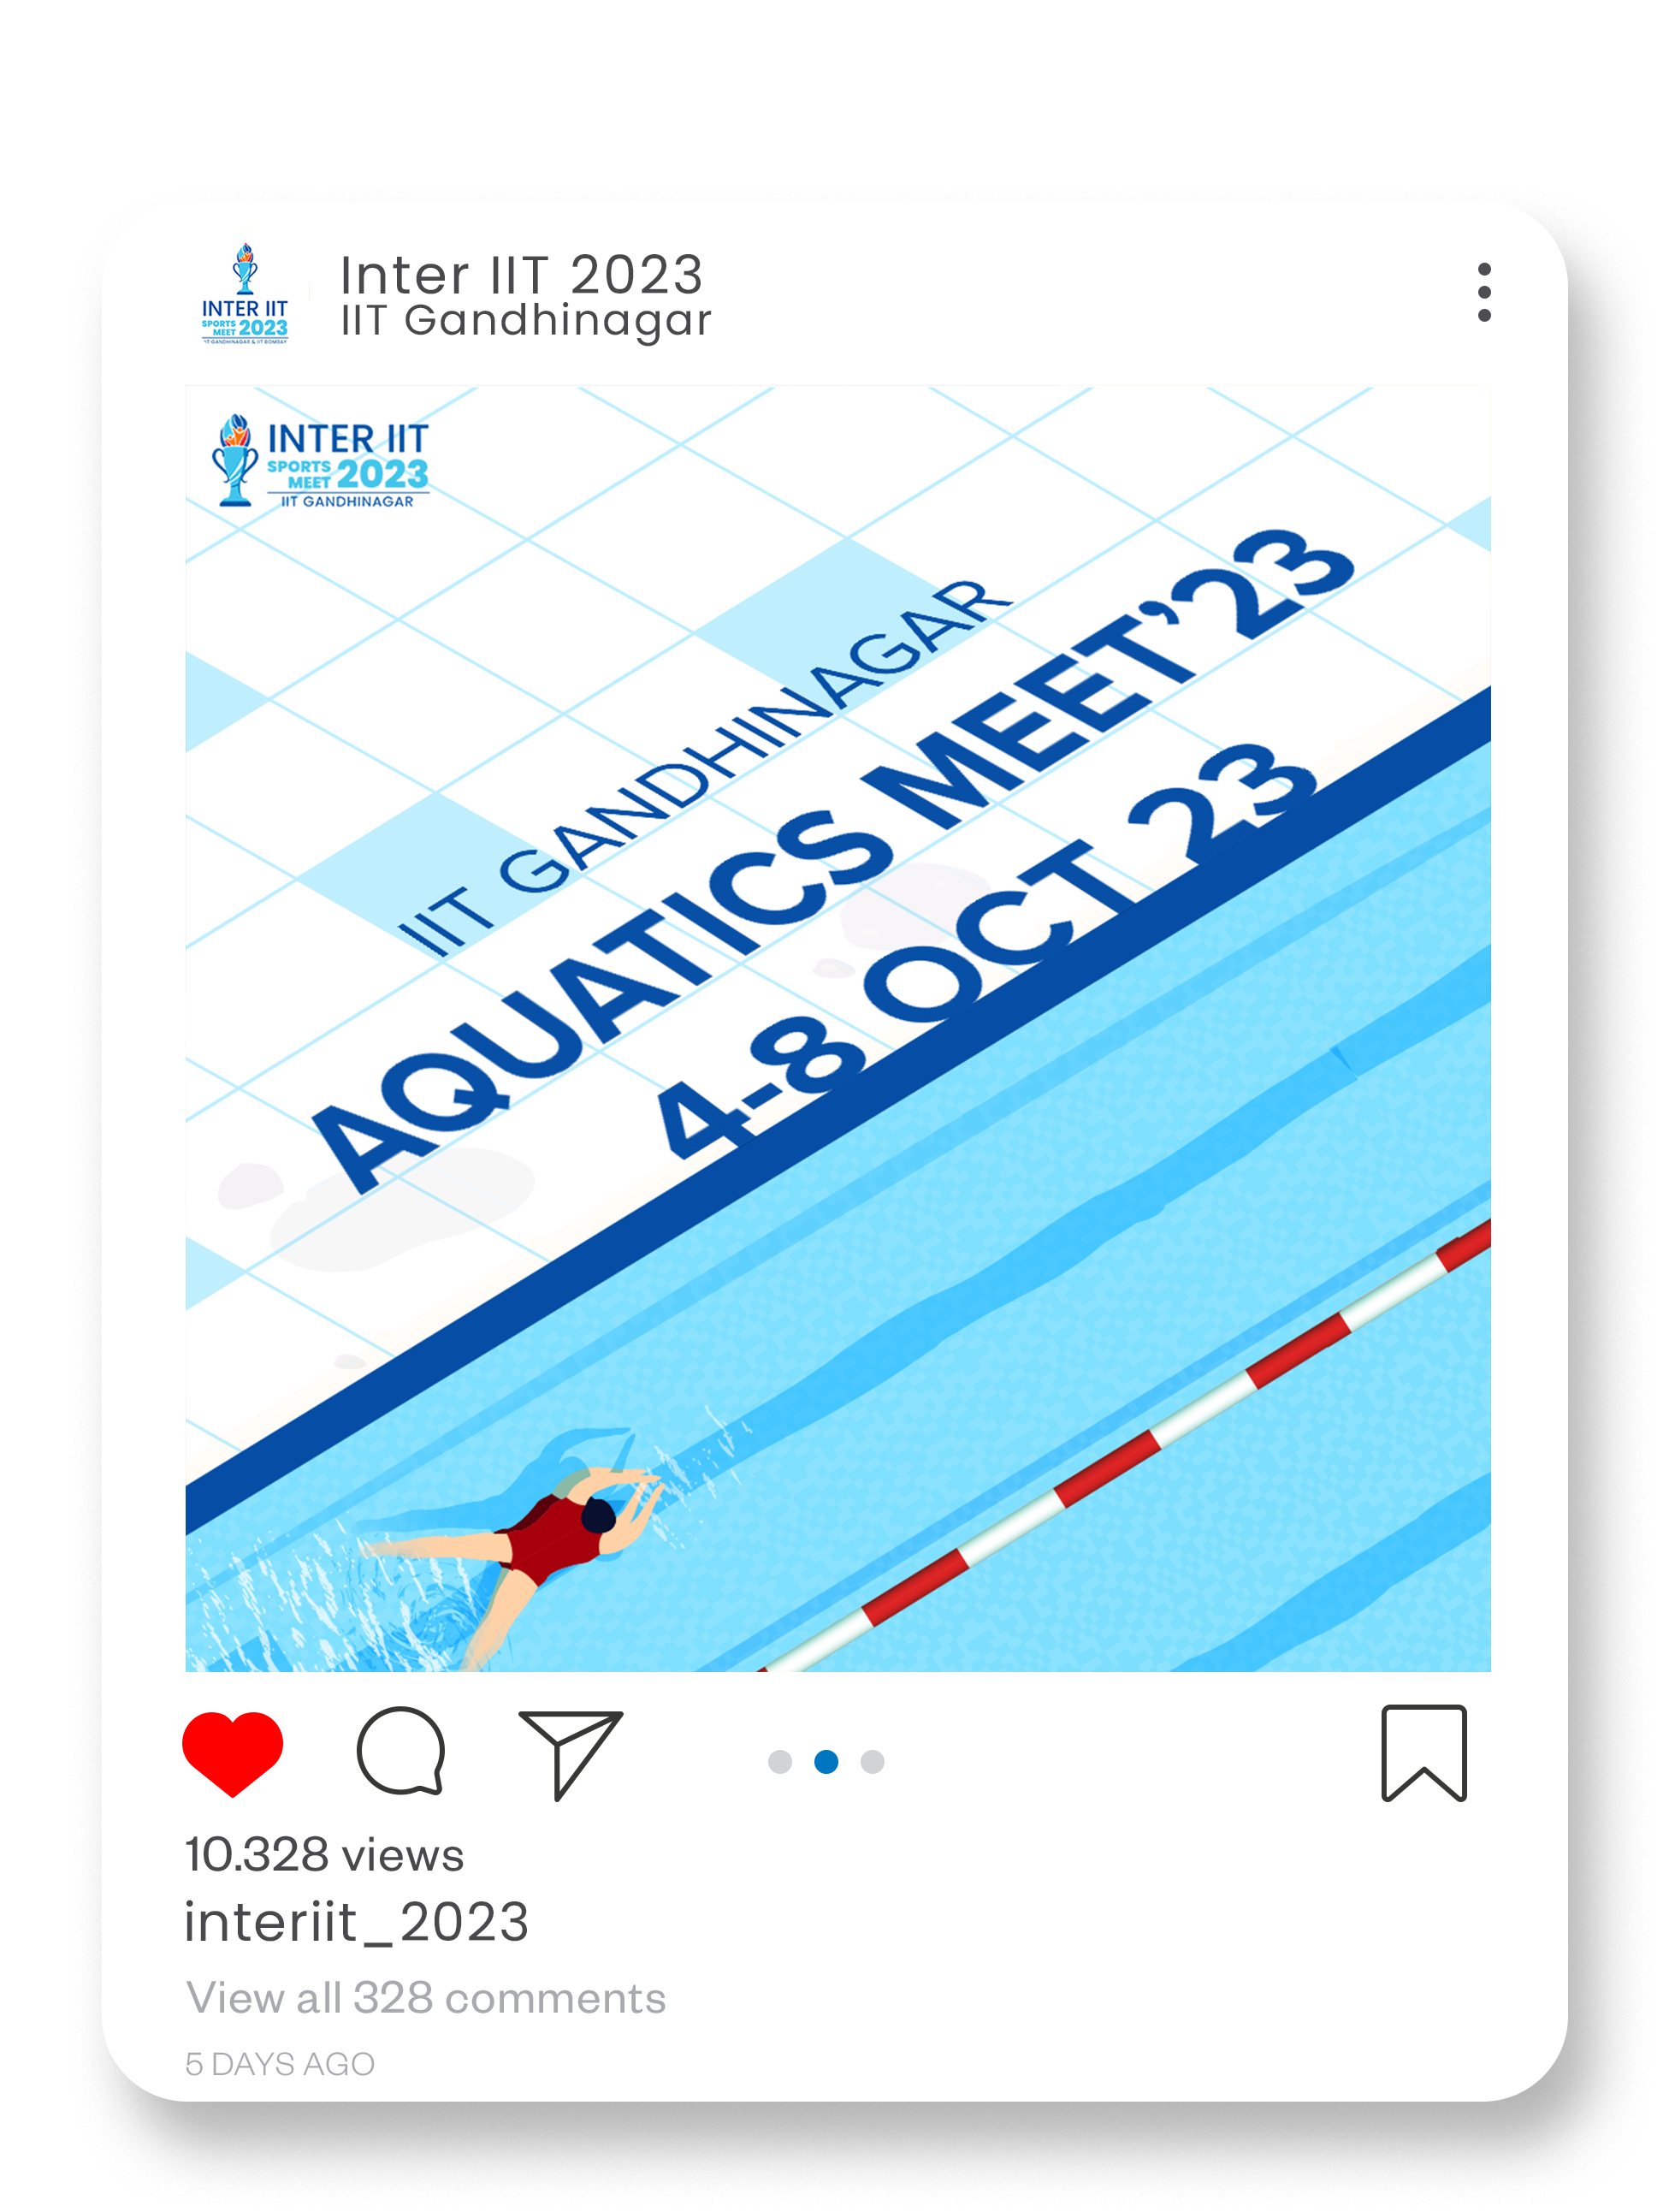 Inter IIT 2023
IIT Gandhinagar
INTER IIT
SPORTS
MEET 2023
IIT GANDHINAGAR & IIT BOMBAY
INTER IIT
SPORTS
MEET 2023
IIT GANDHINAGAR
IIT GANDHINAGAR
AQUATICS MEET’23
4-8 OCT 23
10.328 views
interiit_2023
View all 328 comments
5 DAYS AGO